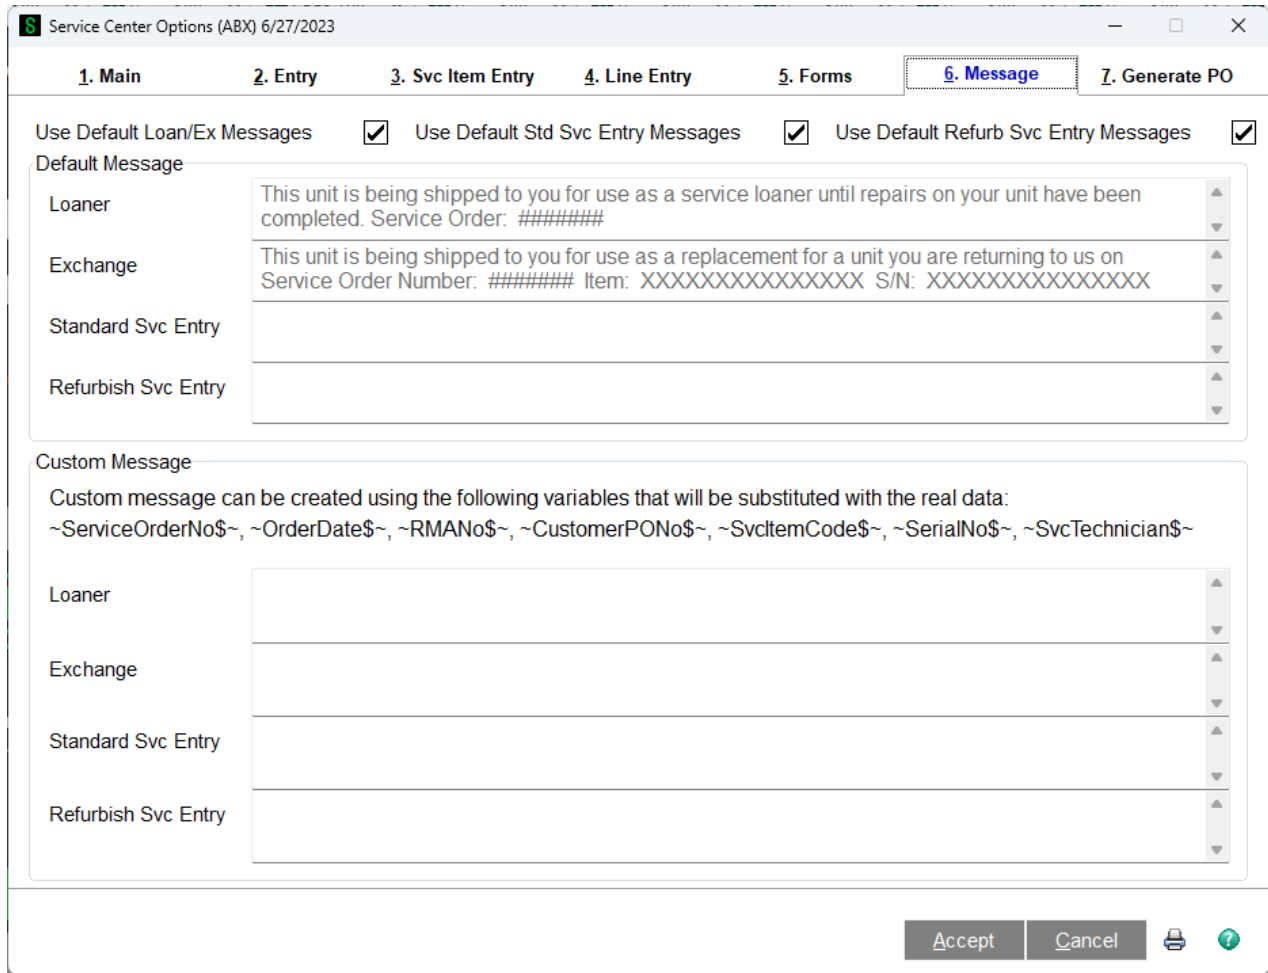 Service Center Options (ABX) 6/27/2023
1. Main 2. Entry 3. Svc Item Entry 4. Line Entry 5. Forms 6. Message 7. Generate PO
Use Default Loan/Ex Messages Use Default Std Svc Entry Messages Use Default Refurb Svc Entry Messages
Default Message
Loaner
This unit is being shipped to you for use as a service loaner until repairs on your unit have been
completed. Service Order: #######
Exchange
This unit is being shipped to you for use as a replacement for a unit you are returning to us on
Service Order Number: ####### Item: XXXXXXXXXXXXXXX S/N: XXXXXXXXXXXXXXX
Standard Svc Entry
Refurbish Svc Entry
Custom Message
Custom message can be created using the following variables that will be substituted with the real data:
~ServiceOrderNo$~, ~OrderDate$~, ~RMANo$~, ~CustomerPONo$~, ~SvcItemCode$~, ~SerialNo$~, ~SvcTechnician$~
Loaner
Exchange
Standard Svc Entry
Refurbish Svc Entry
Accept Cancel